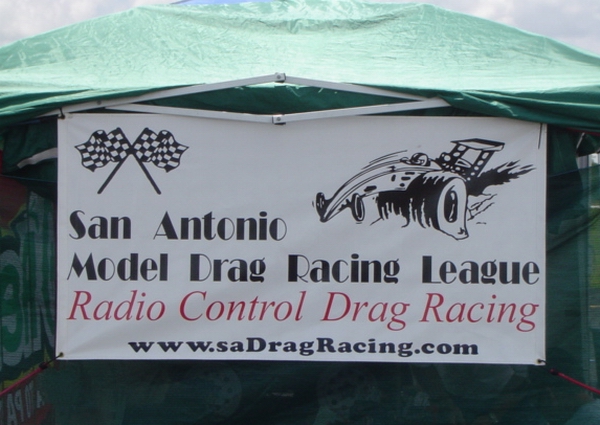 San Antonio
Model Drag Racing League
Radio Control Drag Racing
www.saDragRacing.com